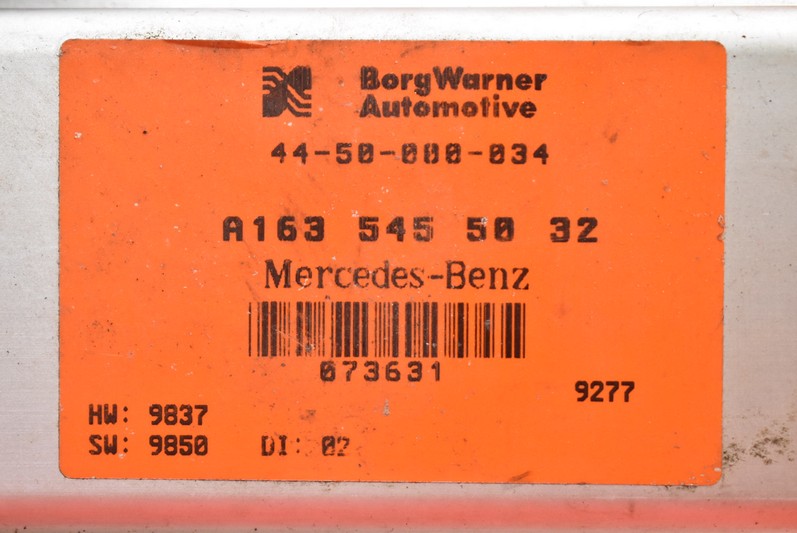 BorgWarner
Automotive
44-50-000-034
A163 545 50 32
Mercedes-Benz
073631
9277
HW: 9837
SW: 9850 DI: 02